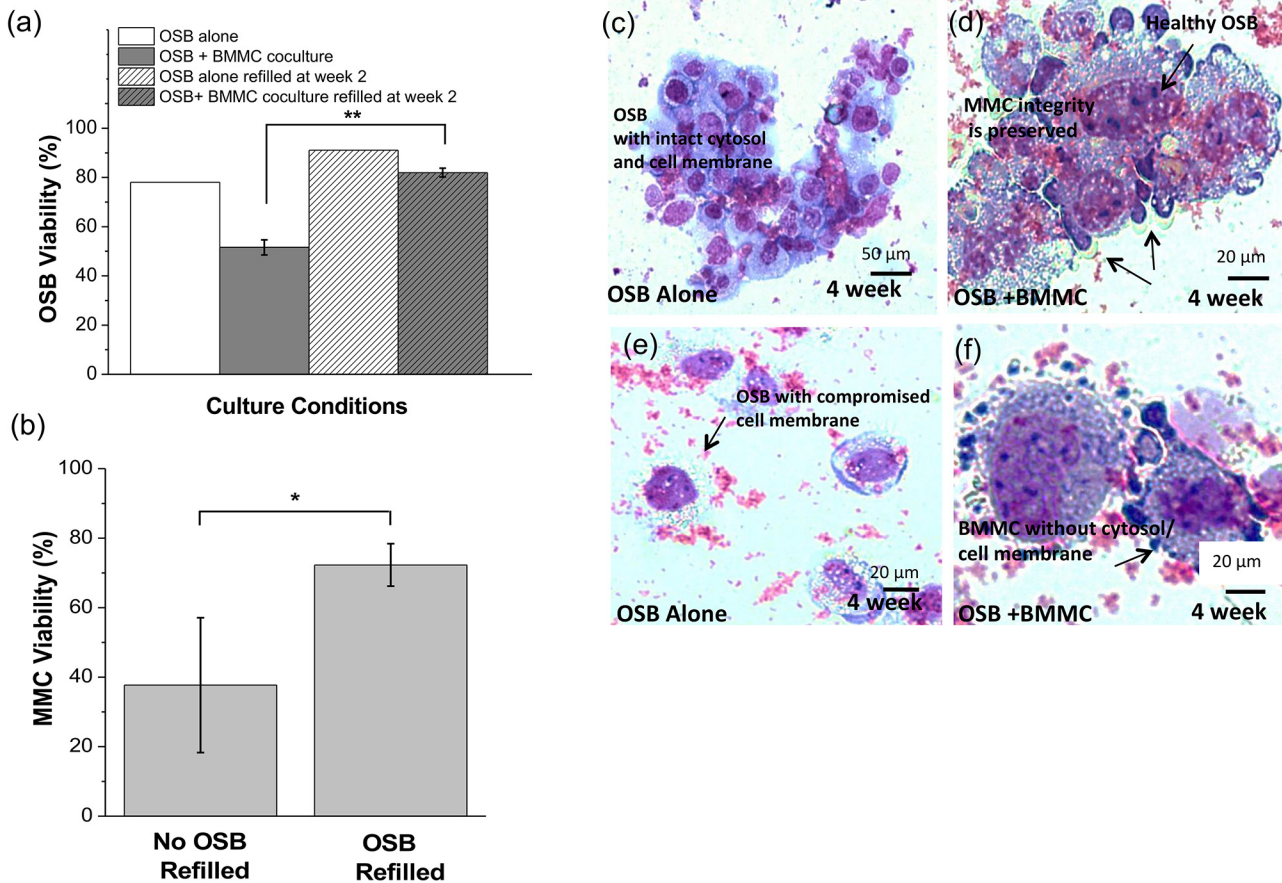 (a)
OSB alone
OSB + BMMC coculture
OSB alone refilled at week 2
OSB+ BMMC coculture refilled at week 2
**
100
80
60
40
20
0
OSB Viability (%)
Culture Conditions
(b)
100
80
60
40
20
0
MMC Viability (%)
*
No OSB
Refilled
OSB
Refilled
(c)
OSB
with intact cytosol
and cell membrane
50 µm
OSB Alone
4 week
(d)
Healthy OSB
MMC integrity
is preserved
20 µm
OSB +BMMC
4 week
(e)
OSB with compromised
cell membrane
20 µm
4 week
OSB Alone
(f)
BMMC without cytosol/
cell membrane
20 µm
OSB +BMMC
4 week